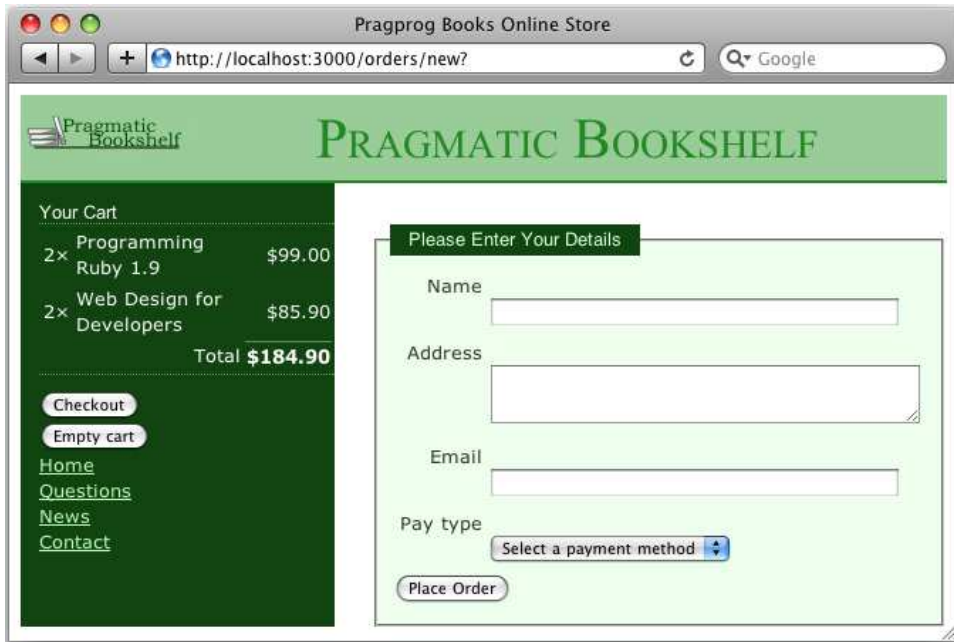 Pragprog Books Online Store
http://localhost:3000/orders/new?
Google
Pragmatic
Bookshelf
PRAGMATIC BOOKSHELF
Your Cart
2× Programming Ruby 1.9 $99.00
2× Web Design for Developers $85.90
Total $184.90
Checkout
Empty cart
Home
Questions
News
Contact
Please Enter Your Details
Name
Address
Email
Pay type
Select a payment method
Place Order